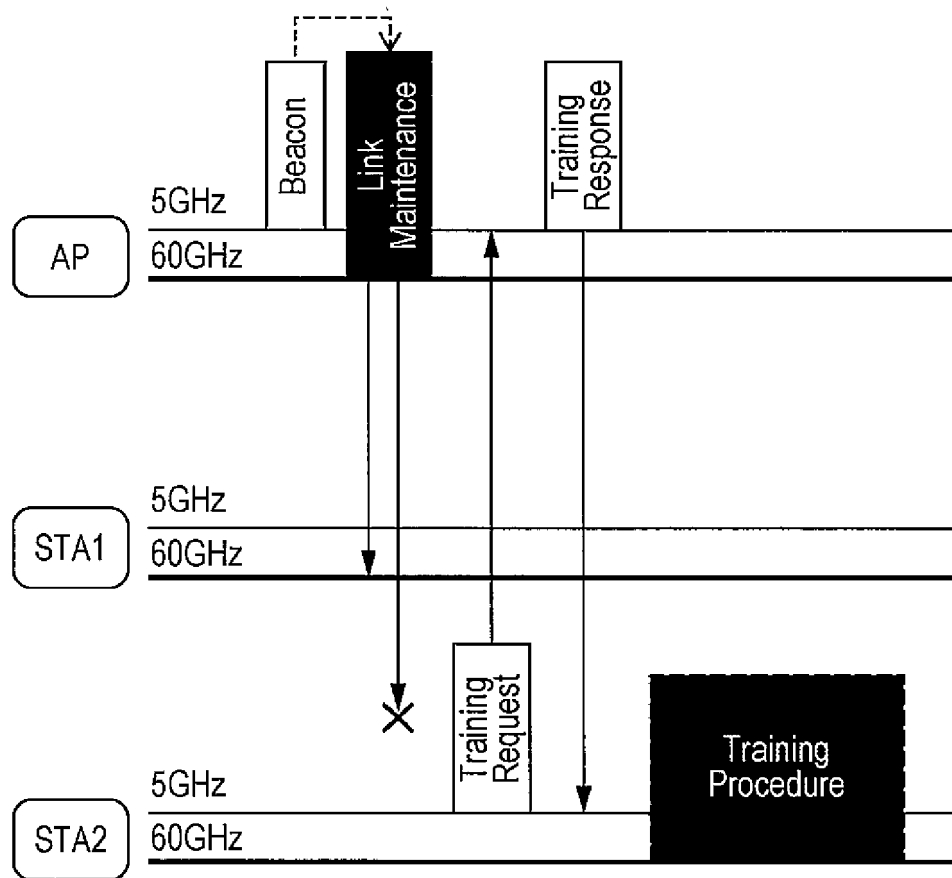 Beacon
Link
Maintenance
Training
Response
5GHz
AP
60GHz
5GHz
STA1
60GHz
Training
Request
Training
Procedure
5GHz
STA2
60GHz